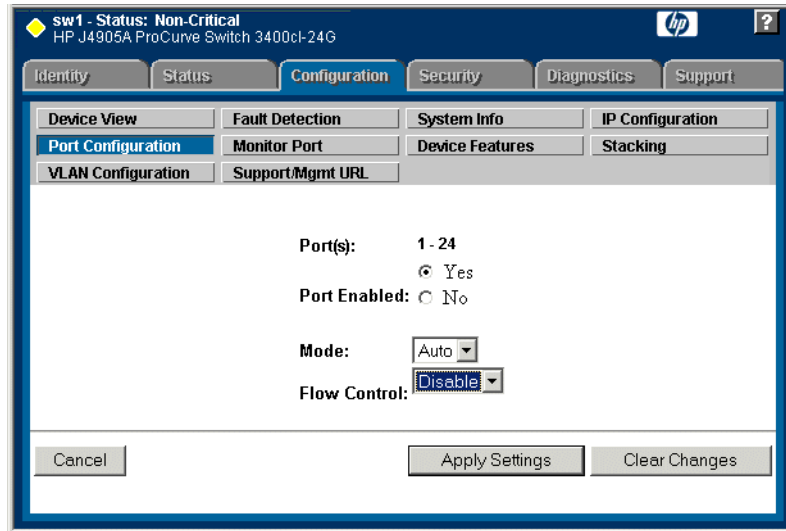 sw1 - Status: Non-Critical
HP J4905A ProCurve Switch 3400cl-24G
hp
?
Identity Status Configuration Security Diagnostics Support
Device View Fault Detection System Info IP Configuration
Port Configuration Monitor Port Device Features Stacking
VLAN Configuration Support/Mgmt URL
Port(s): 1 - 24
Yes
Port Enabled: No
Mode: Auto
Flow Control: Disable
Cancel Apply Settings Clear Changes